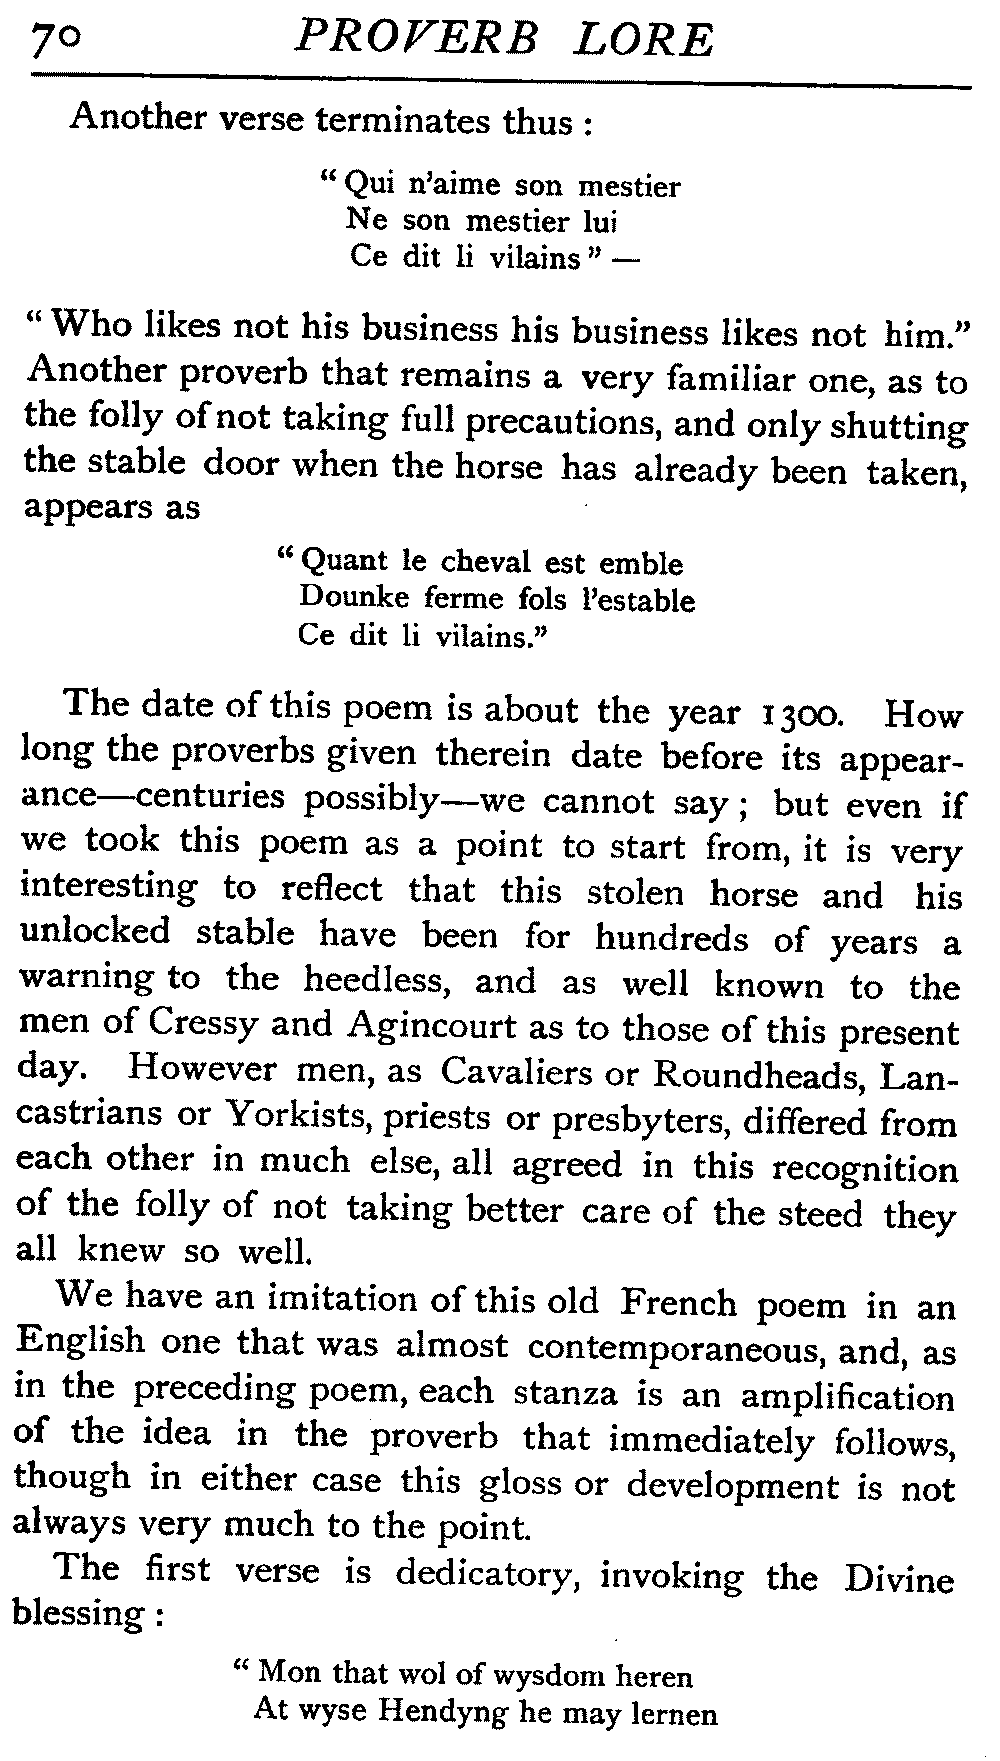 70 PROVERB LORE
Another verse terminates thus :
“ Qui n’aime son mestier
Ne son mestier lui
Ce dit li vilains ” —
“ Who likes not his business his business likes not him.”
Another proverb that remains a very familiar one, as to
the folly of not taking full precautions, and only shutting
the stable door when the horse has already been taken,
appears as
“ Quant le cheval est emble
Dounke ferme fols l’estable
Ce dit li vilains.”
The date of this poem is about the year 1300. How
long the proverbs given therein date before its appear-
ance—centuries possibly—we cannot say ; but even if
we took this poem as a point to start from, it is very
interesting to reflect that this stolen horse and his
unlocked stable have been for hundreds of years a
warning to the heedless, and as well known to the
men of Cressy and Agincourt as to those of this present
day. However men, as Cavaliers or Roundheads, Lan-
castrians or Yorkists, priests or presbyters, differed from
each other in much else, all agreed in this recognition
of the folly of not taking better care of the steed they
all knew so well.
We have an imitation of this old French poem in an
English one that was almost contemporaneous, and, as
in the preceding poem, each stanza is an amplification
of the idea in the proverb that immediately follows,
though in either case this gloss or development is not
always very much to the point.
The first verse is dedicatory, invoking the Divine
blessing :
“ Mon that wol of wysdom heren
At wyse Hendyng he may lernen